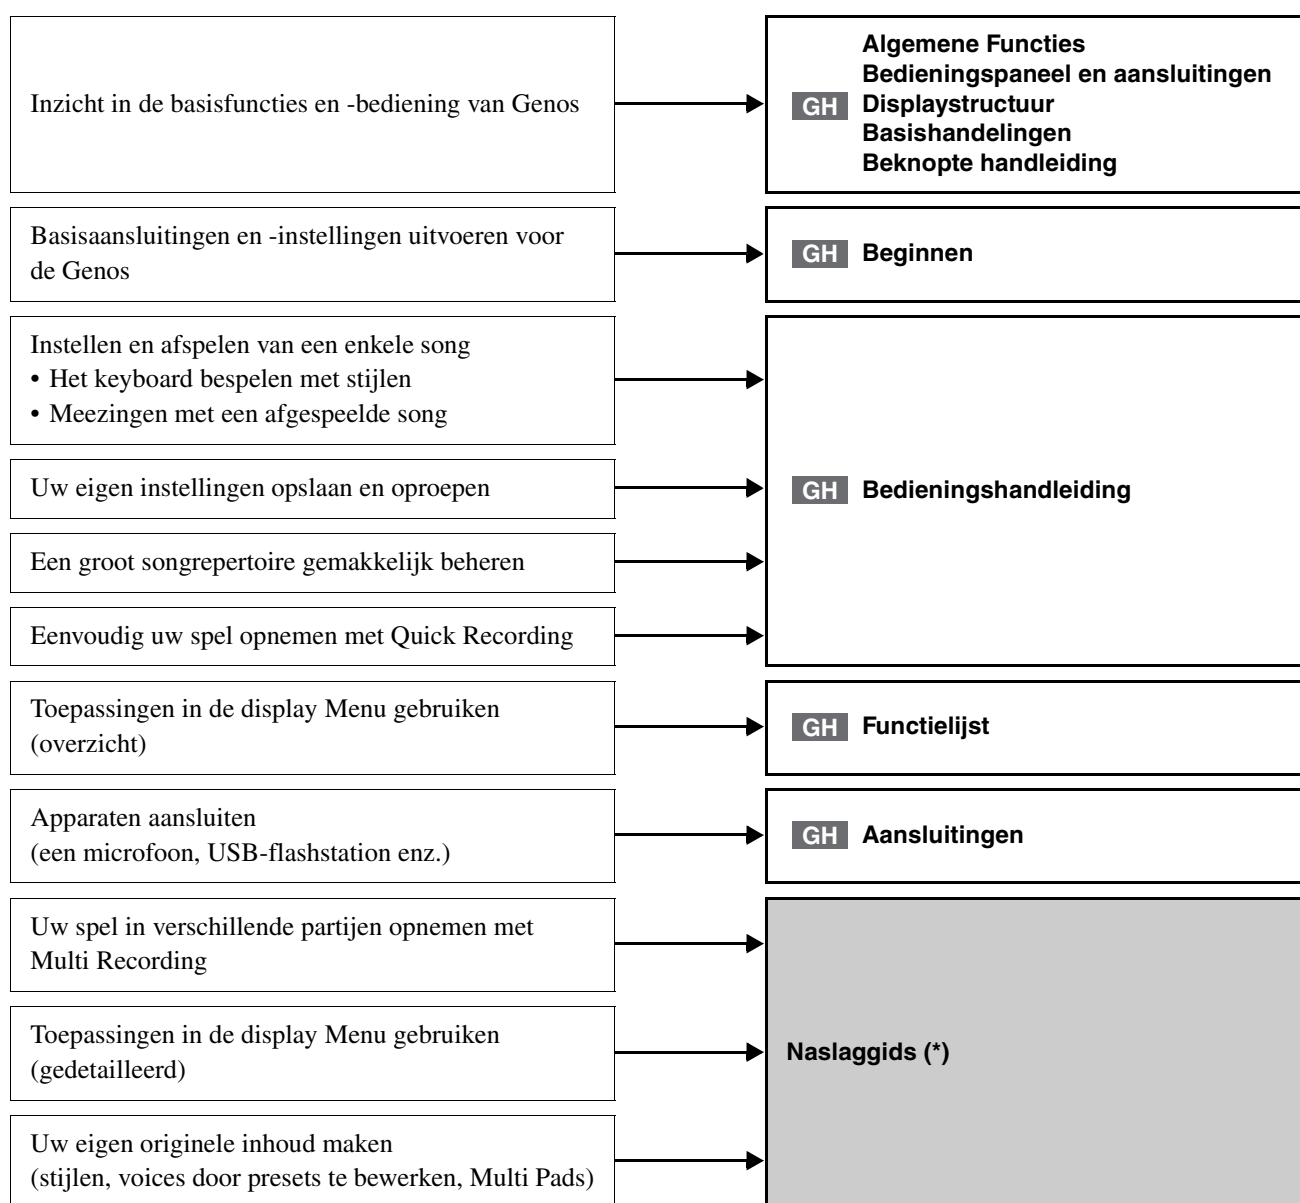 Inzicht in de basisfuncties en -bediening van Genos
GH
Algemene Functies
Bedieningspaneel en aansluitingen
Displaystructuur
Basishandelingen
Beknopte handleiding
Basisaansluitingen en -instellingen uitvoeren voor
de Genos
GH Beginnen
Instellen en afspelen van een enkele song
• Het keyboard bespelen met stijlen
• Meezingen met een afgespeelde song
Uw eigen instellingen opslaan en oproepen
GH Bedieningshandleiding
Een groot songrepertoire gemakkelijk beheren
Eenvoudig uw spel opnemen met Quick Recording
Toepassingen in de display Menu gebruiken
(overzicht)
GH Functielijst
Apparaten aansluiten
(een microfoon, USB-flashstation enz.)
GH Aansluitingen
Uw spel in verschillende partijen opnemen met
Multi Recording
Toepassingen in de display Menu gebruiken
(gedetailleerd)
Naslaggids (*)
Uw eigen originele inhoud maken
(stijlen, voices door presets te bewerken, Multi Pads)